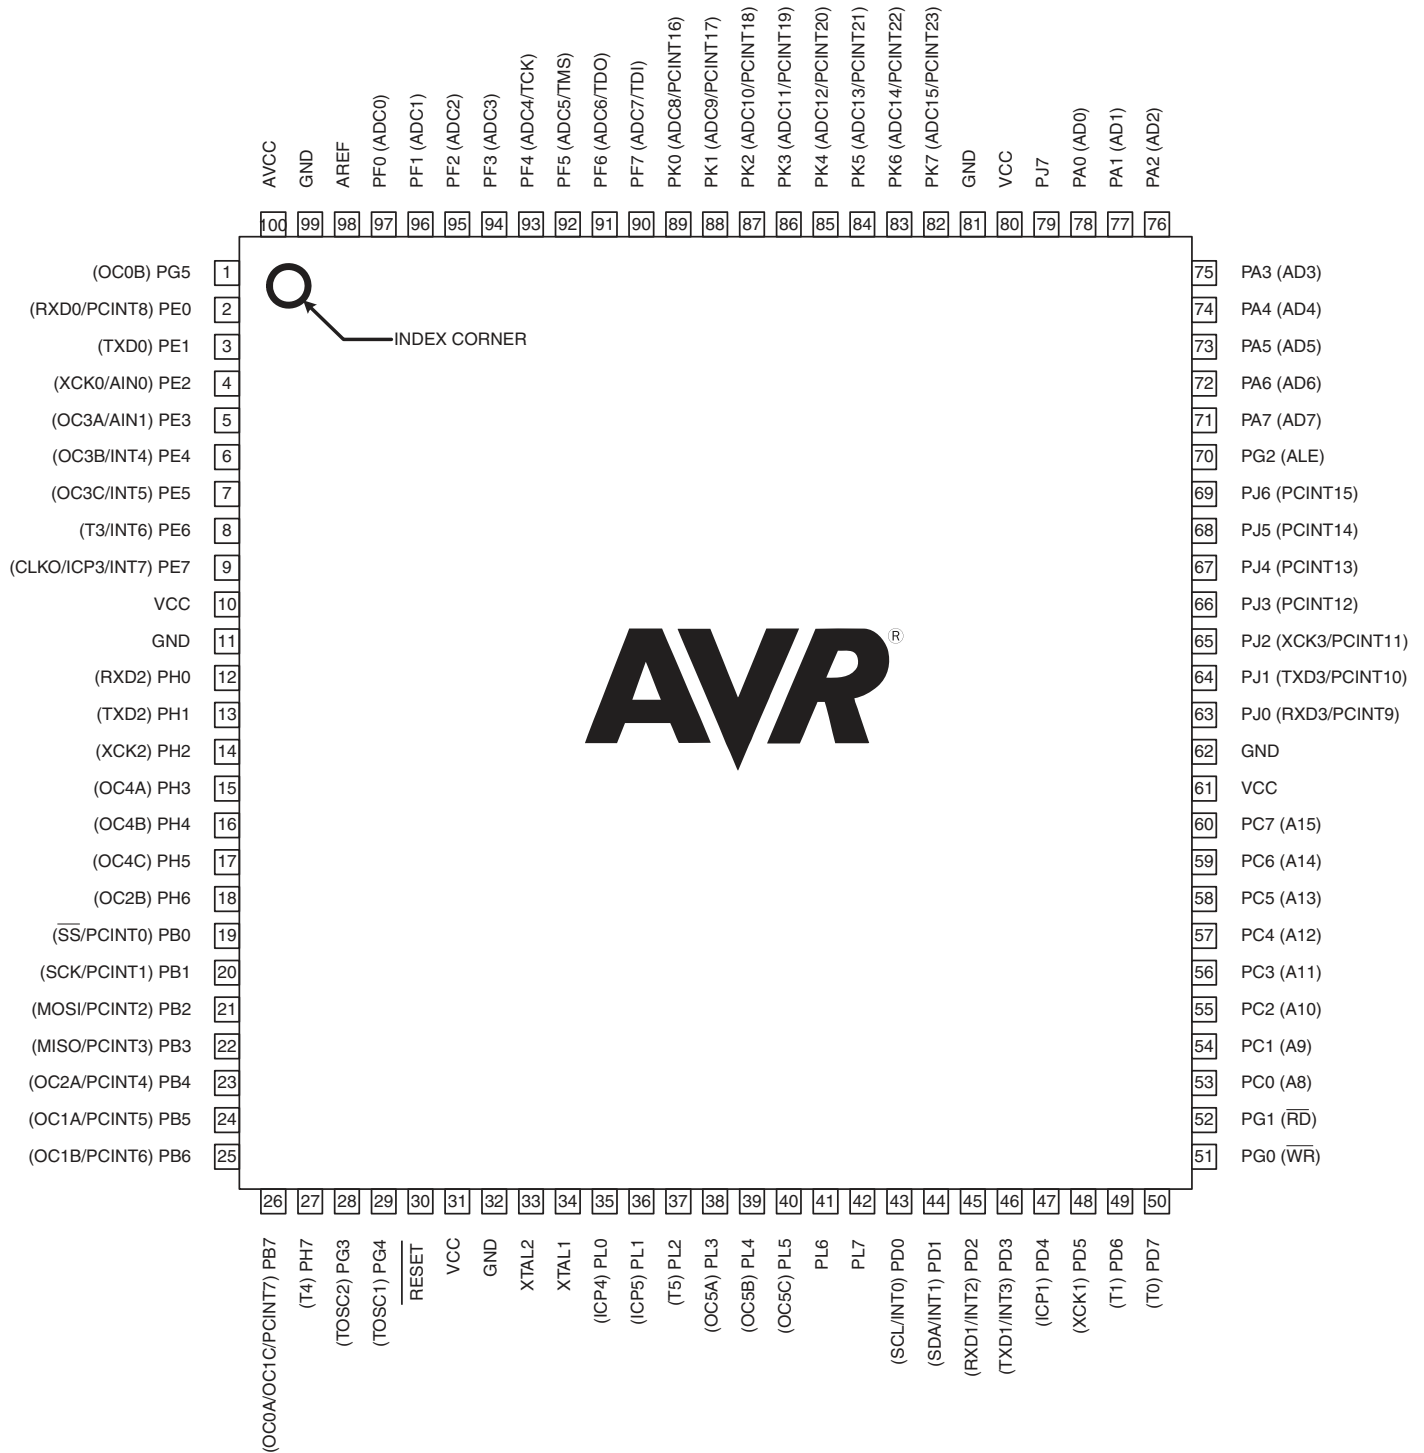 AVCC
GND
AREF
PF0 (ADC0)
PF1 (ADC1)
PF2 (ADC2)
PF3 (ADC3)
PF4 (ADC4/TCK)
PF5 (ADC5/TMS)
PF6 (ADC6/TDO)
PF7 (ADC7/TDI)
PK0 (ADC8/PCINT16)
PK1 (ADC9/PCINT17)
PK2 (ADC10/PCINT18)
PK3 (ADC11/PCINT19)
PK4 (ADC12/PCINT20)
PK5 (ADC13/PCINT21)
PK6 (ADC14/PCINT22)
PK7 (ADC15/PCINT23)
GND
VCC
PJ7
PA0 (AD0)
PA1 (AD1)
PA2 (AD2)
100 99 98 97 96 95 94 93 92 91 90 89 88 87 86 85 84 83 82 81 80 79 78 77 76
(OC0B) PG5 1
(RXD0/PCINT8) PE0 2
(TXD0) PE1 3
(XCK0/AIN0) PE2 4
(OC3A/AIN1) PE3 5
(OC3B/INT4) PE4 6
(OC3C/INT5) PE5 7
(T3/INT6) PE6 8
(CLKO/ICP3/INT7) PE7 9
VCC 10
GND 11
(RXD2) PH0 12
(TXD2) PH1 13
(XCK2) PH2 14
(OC4A) PH3 15
(OC4B) PH4 16
(OC4C) PH5 17
(OC2B) PH6 18
(SS/PCINT0) PB0 19
(SCK/PCINT1) PB1 20
(MOSI/PCINT2) PB2 21
(MISO/PCINT3) PB3 22
(OC2A/PCINT4) PB4 23
(OC1A/PCINT5) PB5 24
(OC1B/PCINT6) PB6 25
INDEX CORNER
AVR®
75 PA3 (AD3)
74 PA4 (AD4)
73 PA5 (AD5)
72 PA6 (AD6)
71 PA7 (AD7)
70 PG2 (ALE)
69 PJ6 (PCINT15)
68 PJ5 (PCINT14)
67 PJ4 (PCINT13)
66 PJ3 (PCINT12)
65 PJ2 (XCK3/PCINT11)
64 PJ1 (TXD3/PCINT10)
63 PJ0 (RXD3/PCINT9)
62 GND
61 VCC
60 PC7 (A15)
59 PC6 (A14)
58 PC5 (A13)
57 PC4 (A12)
56 PC3 (A11)
55 PC2 (A10)
54 PC1 (A9)
53 PC0 (A8)
52 PG1 (RD)
51 PG0 (WR)
26 27 28 29 30 31 32 33 34 35 36 37 38 39 40 41 42 43 44 45 46 47 48 49 50
(OC0A/OC1C/PCINT7) PB7
(T4) PH7
(TOSC2) PG3
(TOSC1) PG4
RESET
VCC
GND
XTAL2
XTAL1
(ICP4) PL0
(ICP5) PL1
(T5) PL2
(OC5A) PL3
(OC5B) PL4
(OC5C) PL5
PL6
PL7
(SCL/INT0) PD0
(SDA/INT1) PD1
(RXD1/INT2) PD2
(TXD1/INT3) PD3
(ICP1) PD4
(XCK1) PD5
(T1) PD6
(T0) PD7